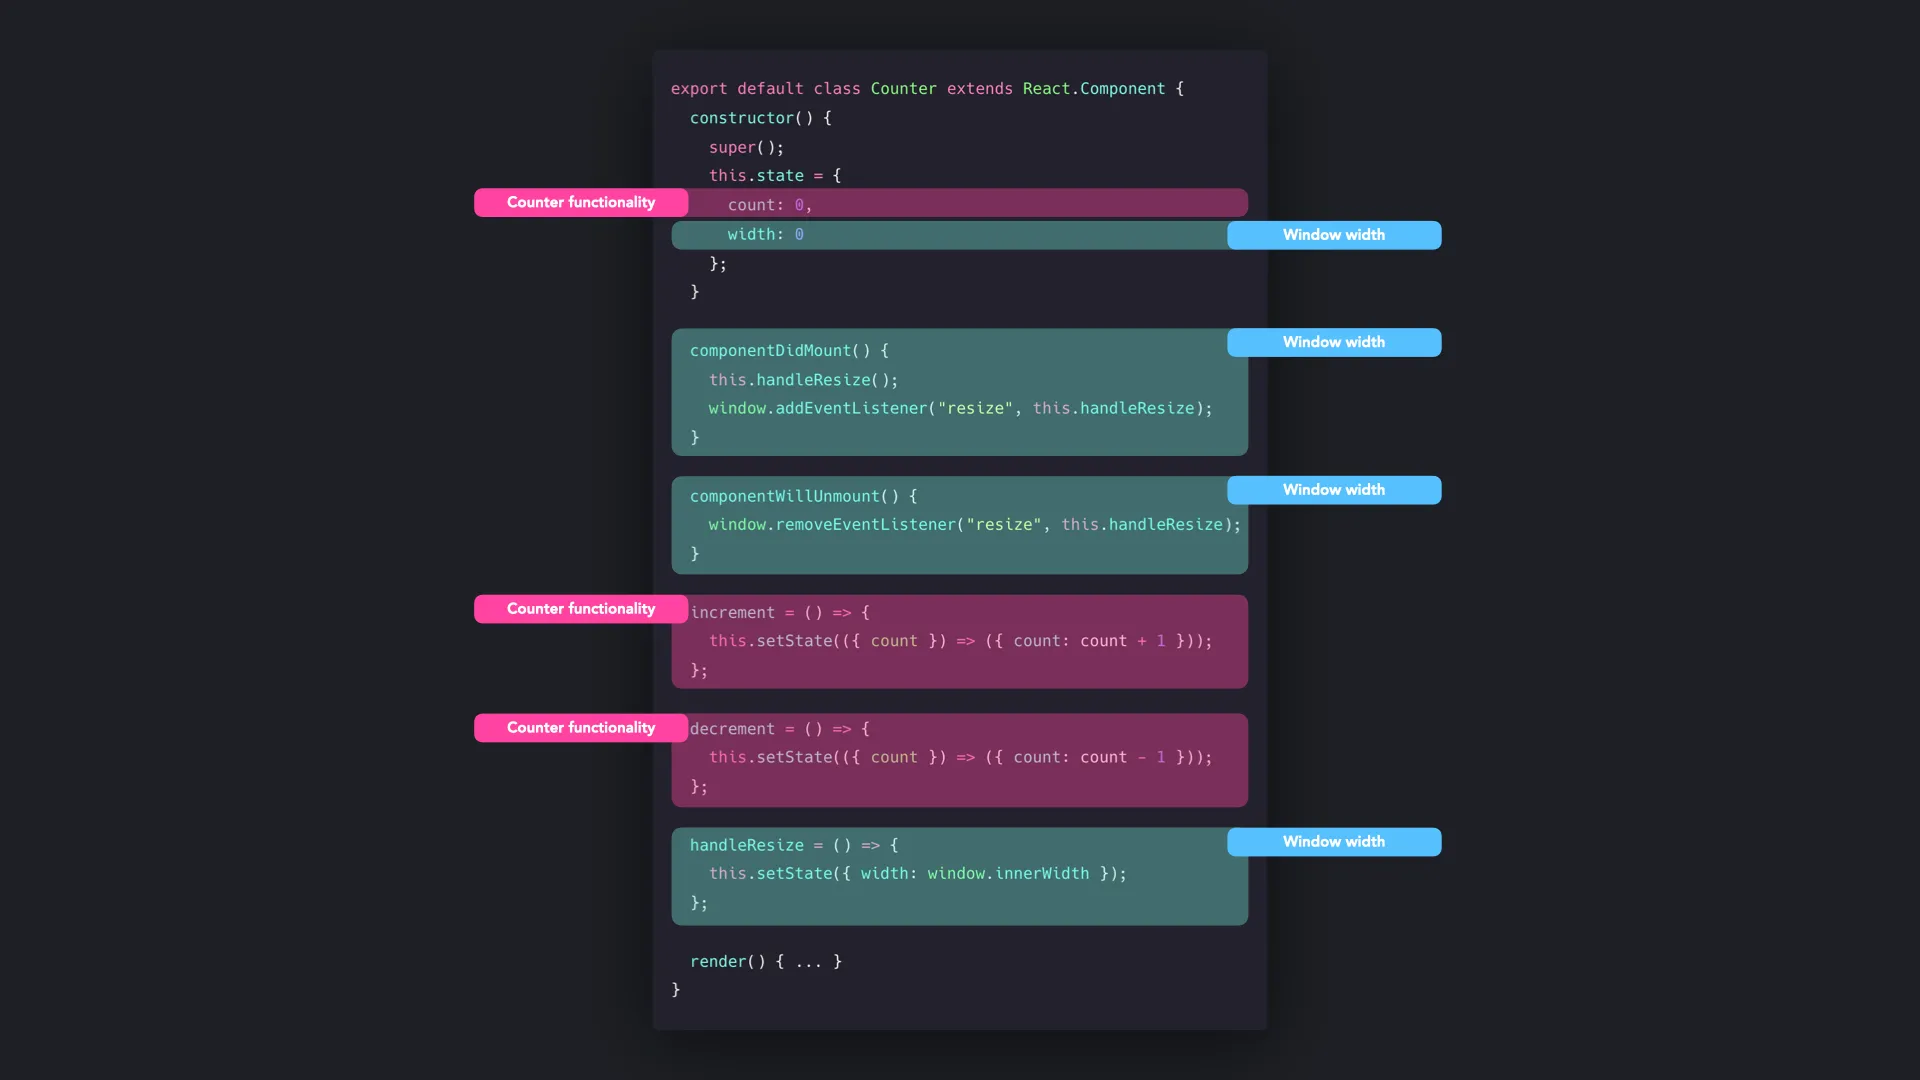 export default class Counter extends React.Component {
constructor() {
super();
this.state = {
Counter functionality
count: 0,
width: 0
Window width
};
}
Window width
componentDidMount() {
this.handleResize();
window.addEventListener("resize", this.handleResize);
}
Window width
componentWillUnmount() {
window.removeEventListener("resize", this.handleResize);
}
Counter functionality
increment = () => {
this.setState(({ count }) => ({ count: count + 1 }));
};
Counter functionality
decrement = () => {
this.setState(({ count }) => ({ count: count - 1 }));
};
Window width
handleResize = () => {
this.setState({ width: window.innerWidth });
};
render() { ... }
}